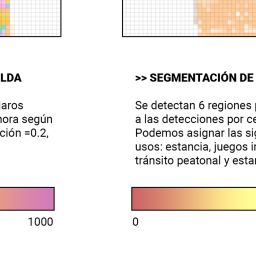 LDA
aros
nora según
ción =0.2,
1000
>> SEGMENTACIÓN DE
Se detectan 6 regiones
a las detecciones por ce
Podemos asignar las sig
usos: estancia, juegos i
tránsito peatonal y esta
0